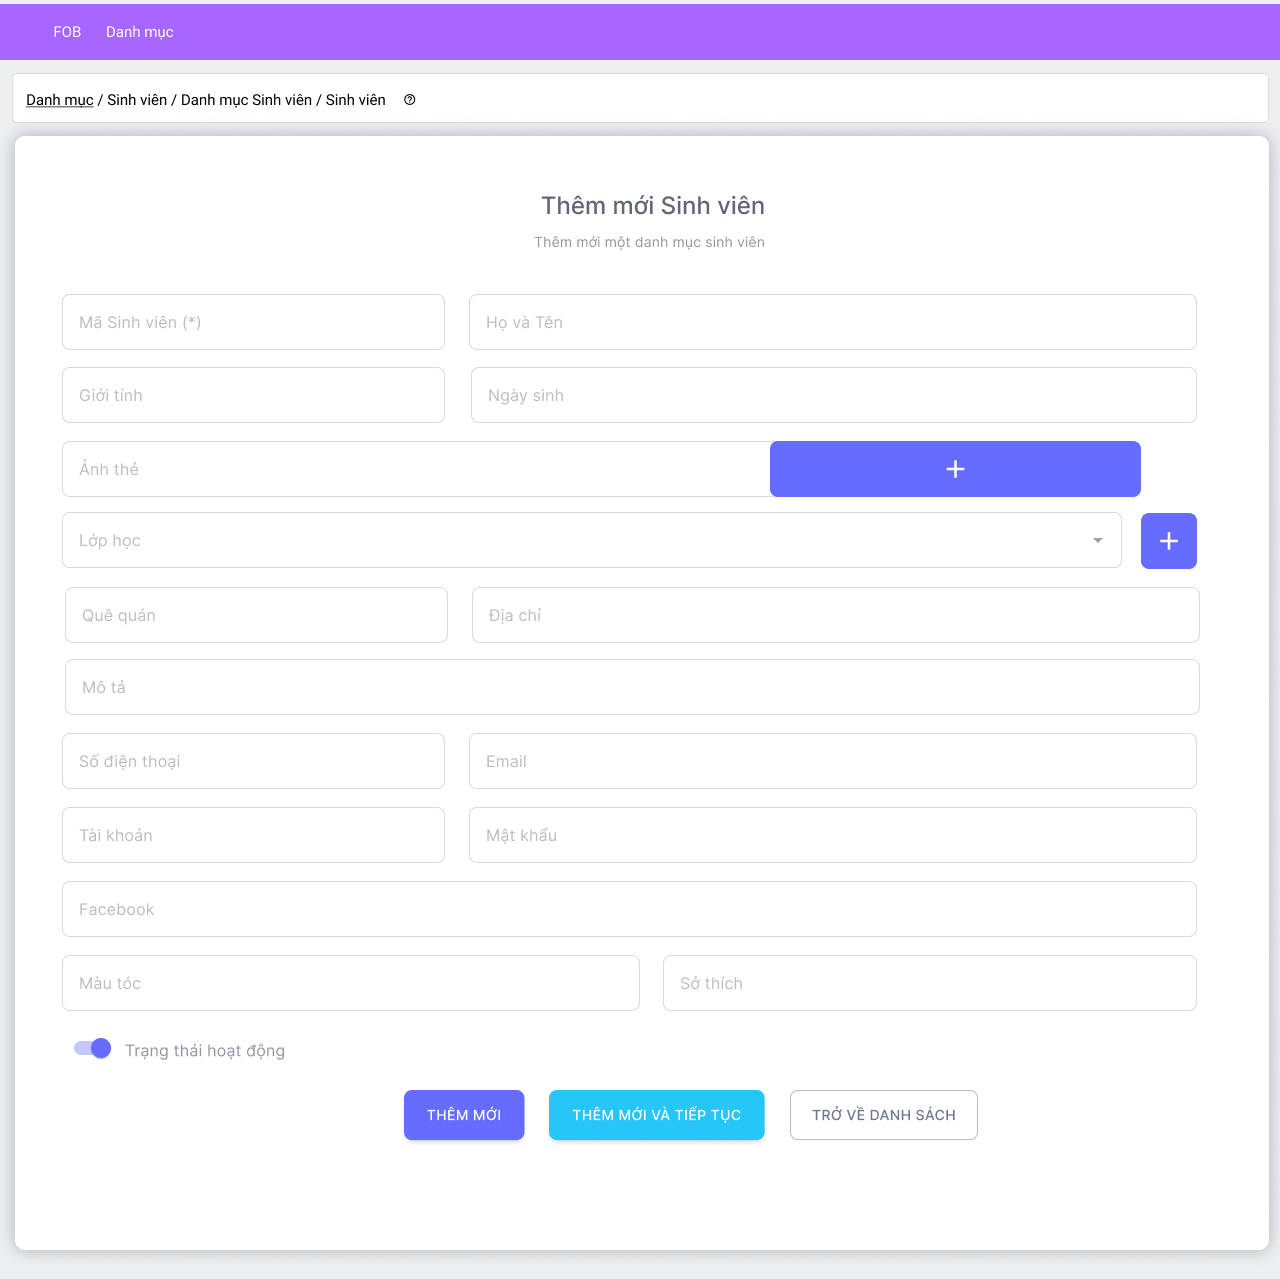 FOB Danh mục
Danh mục / Sinh viên / Danh mục Sinh viên / Sinh viên
Thêm mới Sinh viên
Thêm mới một danh mục sinh viên
Mã Sinh viên (*) Họ và Tên
Giới tính Ngày sinh
Ảnh thẻ
Lớp học
Quê quán Địa chỉ
Mô tả
Số điện thoại Email
Tài khoản Mật khẩu
Facebook
Màu tóc Sở thích
Trạng thái hoạt động
THÊM MỚI THÊM MỚI VÀ TIẾP TỤC TRỞ VỀ DANH SÁCH